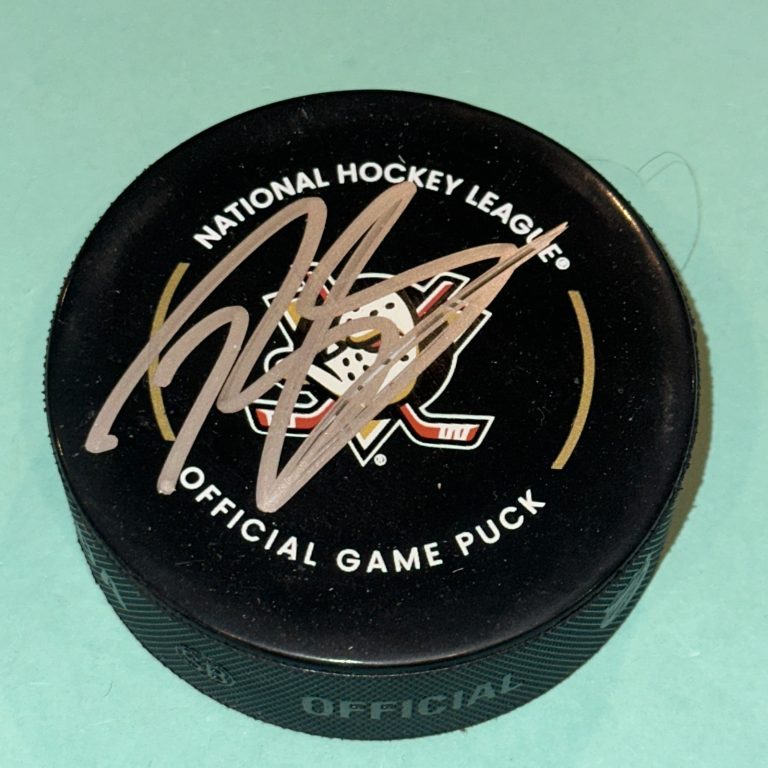 NATIONAL HOCKEY LEAGUE®
®
OFFICIAL GAME PUCK
OFFICIAL